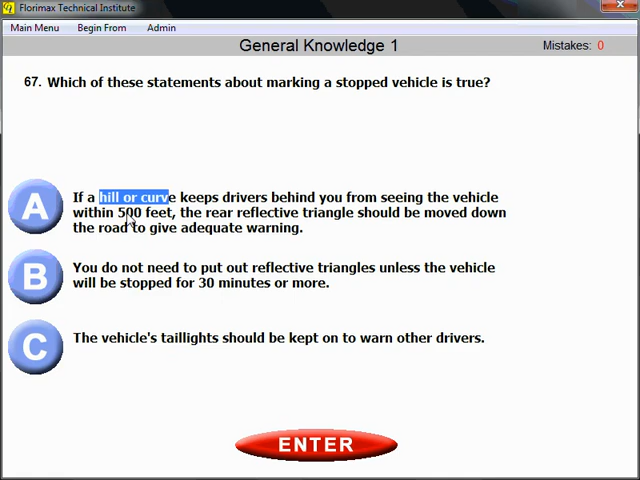 Florimax Technical Institute
Main Menu Begin From Admin
General Knowledge 1 Mistakes: 0
67. Which of these statements about marking a stopped vehicle is true?
A
If a hill or curve keeps drivers behind you from seeing the vehicle
within 500 feet, the rear reflective triangle should be moved down
the road to give adequate warning.
B
You do not need to put out reflective triangles unless the vehicle
will be stopped for 30 minutes or more.
C
The vehicle's taillights should be kept on to warn other drivers.
ENTER